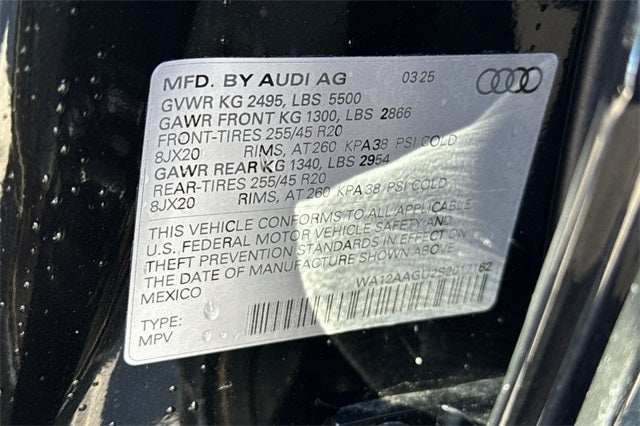 MFD. BY AUDI AG 03 25
GVWR KG 2495, LBS 5500
GAWR FRONT KG 1300, LBS 2866
FRONT-TIRES 255/45 R20
8JX20 RIMS, AT 260 KPA 38 PSI COLD
GAWR REAR KG 1340, LBS 2954
REAR-TIRES 255/45 R20
8JX20 RIMS, AT 260 KPA 38 PSI COLD
THIS VEHICLE CONFORMS TO ALL APPLICABLE
U.S. FEDERAL MOTOR VEHICLE SAFETY AND
THEFT PREVENTION STANDARDS IN EFFECT ON
THE DATE OF MANUFACTURE SHOWN ABOVE.
MEXICO
TYPE:
MPV